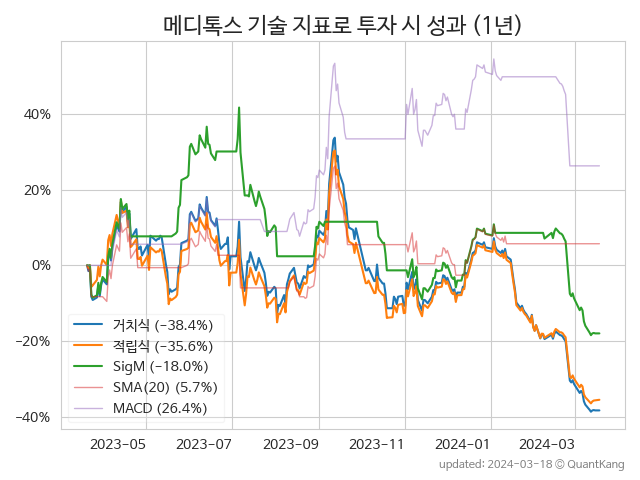 메디톡스 기술 지표로 투자 시 성과 (1년)
40%
20%
0%
−20%
−40%
거치식 (−38.4%)
적립식 (−35.6%)
SigM (−18.0%)
SMA(20) (5.7%)
MACD (26.4%)
2023−05
2023−07
2023−09
2023−11
2024−01
2024−03
updated: 2024−03−18 ⓒ QuantKang